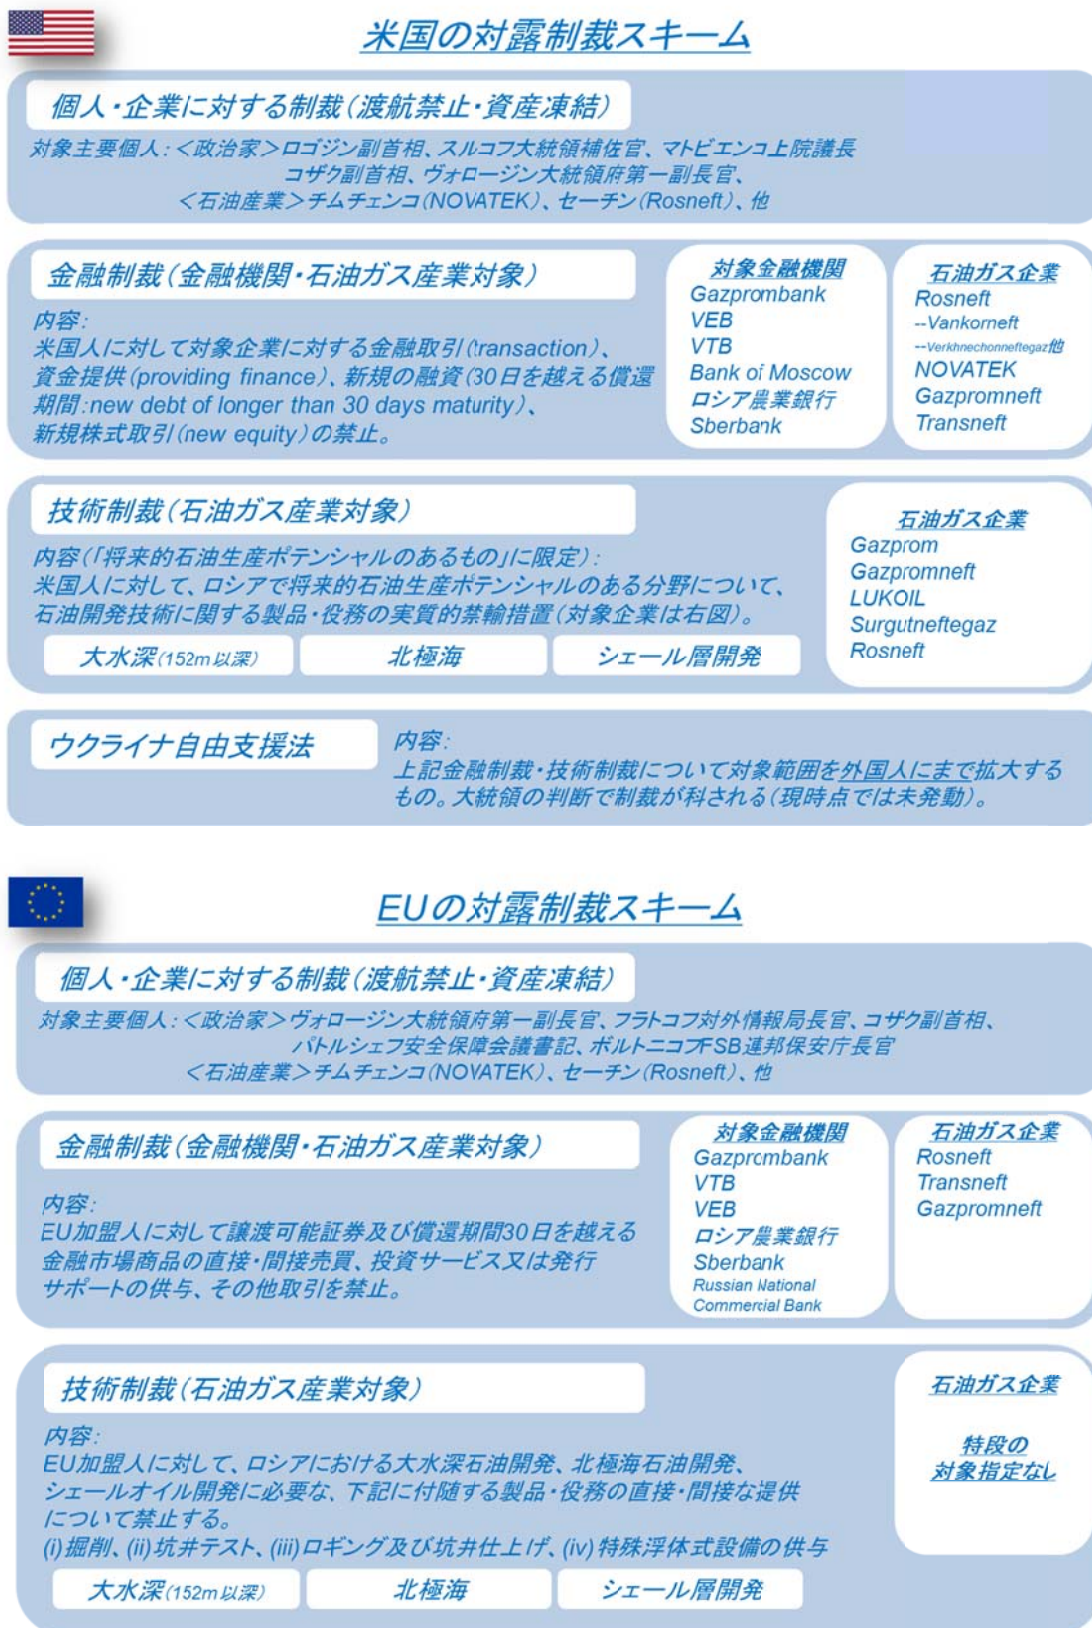 米国の対露制裁スキーム
個人・企業に対する制裁（渡航禁止・資産凍結）
対象主要個人：＜政治家＞ロゴジン副首相、スルコフ大統領補佐官、マトビエンコ上院議長
コザク副首相、ヴォロージン大統領府第一副長官、
＜石油産業＞チムチェンコ（NOVATEK）、セーチン（Rosneft）、他
金融制裁（金融機関・石油ガス産業対象）
内容：
米国人に対して対象企業に対する金融取引（transaction）、
資金提供（providing finance）、新規の融資（30日を越える償還
期間：new debt of longer than 30 days maturity）、
新規株式取引（new equity）の禁止。
対象金融機関
Gazprombank
VEB
VTB
Bank of Moscow
ロシア農業銀行
Sberbank
石油ガス企業
Rosneft
--Vankorneft
--Verkhnechonneftegaz他
NOVATEK
Gazpromneft
Transneft
技術制裁（石油ガス産業対象）
内容（「将来的石油生産ポテンシャルのあるもの」に限定）：
米国人に対して、ロシアで将来的石油生産ポテンシャルのある分野について、
石油開発技術に関する製品・役務の実質的禁輸措置（対象企業は右図）。
大水深（152m以深）
北極海
シェール層開発
石油ガス企業
Gazprom
Gazpromneft
LUKOIL
Surgutneftegaz
Rosneft
ウクライナ自由支援法
内容：
上記金融制裁・技術制裁について対象範囲を外国人にまで拡大する
もの。大統領の判断で制裁が科される（現時点では未発動）。
EUの対露制裁スキーム
個人・企業に対する制裁（渡航禁止・資産凍結）
対象主要個人：＜政治家＞ヴォロージン大統領府第一副長官、フラトコフ対外情報局長官、コザク副首相、
パトルシェフ安全保障会議書記、ボルトニコフFSB連邦保安庁長官
＜石油産業＞チムチェンコ（NOVATEK）、セーチン（Rosneft）、他
金融制裁（金融機関・石油ガス産業対象）
内容：
EU加盟人に対して譲渡可能証券及び償還期間30日を越える
金融市場商品の直接・間接売買、投資サービス又は発行
サポートの供与、その他取引を禁止。
対象金融機関
Gazprombank
VTB
VEB
ロシア農業銀行
Sberbank
Russian National
Commercial Bank
石油ガス企業
Rosneft
Transneft
Gazpromneft
技術制裁（石油ガス産業対象）
内容：
EU加盟人に対して、ロシアにおける大水深石油開発、北極海石油開発、
シェールオイル開発に必要な、下記に付随する製品・役務の直接・間接な提供
について禁止する。
(i)掘削、(ii)坑井テスト、(iii)ロギング及び坑井仕上げ、(iv)特殊浮体式設備の供与
大水深（152m以深）
北極海
シェール層開発
石油ガス企業
特段の
対象指定なし